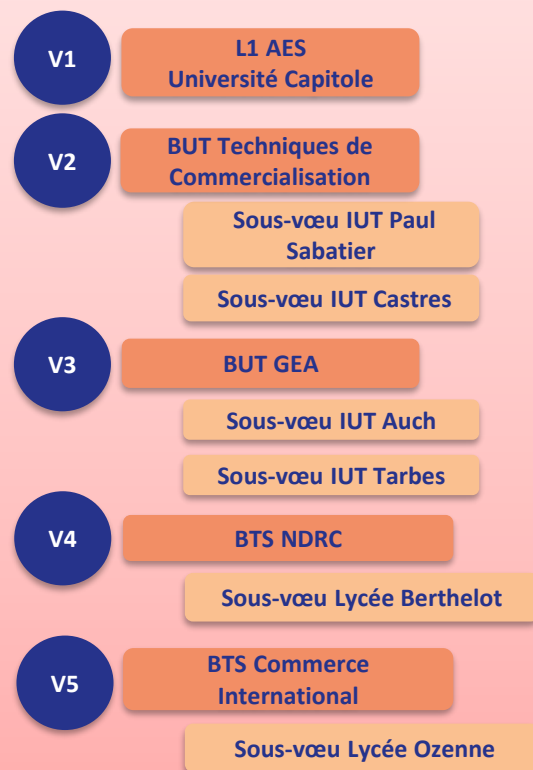 V1
L1 AES
Université Capitole
V2
BUT Techniques de
Commercialisation
Sous-vœu IUT Paul
Sabatier
Sous-vœu IUT Castres
V3
BUT GEA
Sous-vœu IUT Auch
Sous-vœu IUT Tarbes
V4
BTS NDRC
Sous-vœu Lycée Berthelot
V5
BTS Commerce
International
Sous-vœu Lycée Ozenne